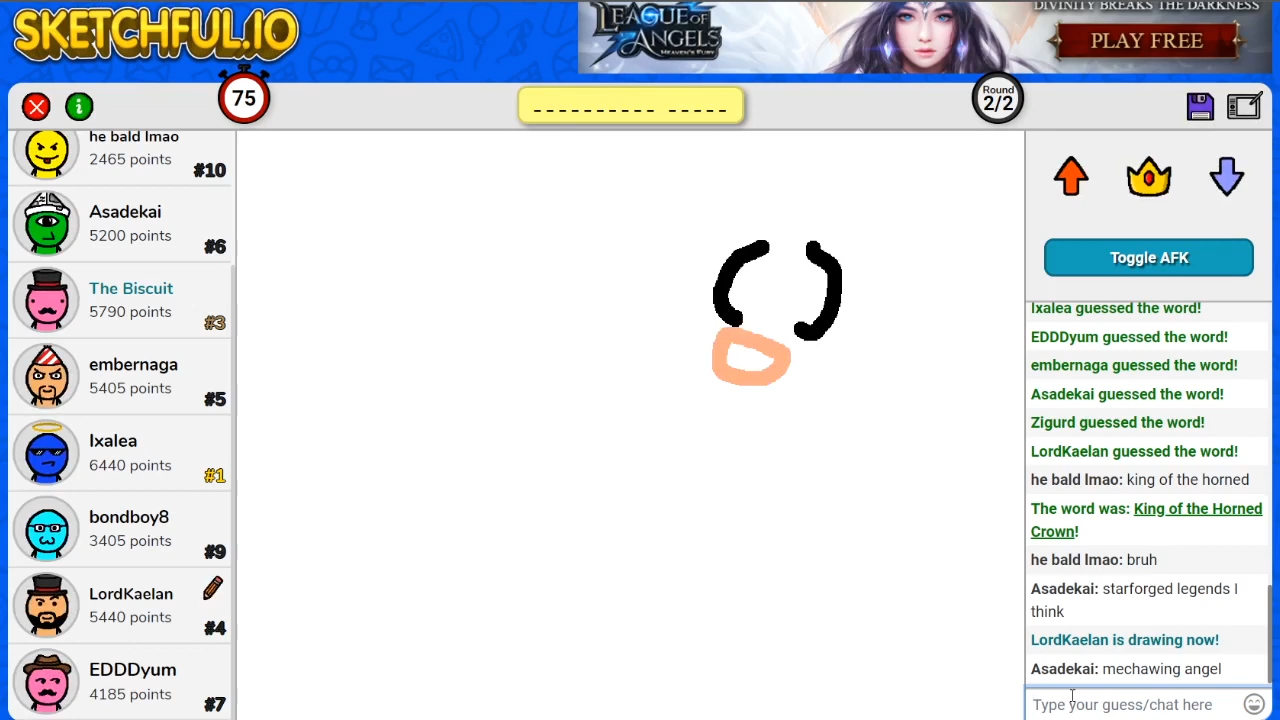 SKETCHFUL.IO
LEAGUE OF
ANGELS
HEAVEN'S FURY
DIVINITY BREAKS THE DARKNESS
PLAY FREE
75
__________ _____
Round
2/2
he bald lmao
2465 points
#10
Asadekai
5200 points
#6
The Biscuit
5790 points
#3
embernaga
5405 points
#5
Ixalea
6440 points
#1
bondboy8
3405 points
#9
LordKaelan
5440 points
#4
EDDDyum
4185 points
#7
Toggle AFK
Ixalea guessed the word!
EDDDyum guessed the word!
embernaga guessed the word!
Asadekai guessed the word!
Zigurd guessed the word!
LordKaelan guessed the word!
he bald lmao: king of the horned
The word was: King of the Horned
Crown!
he bald lmao: bruh
Asadekai: starforged legends I
think
LordKaelan is drawing now!
Asadekai: mechawing angel
Type your guess/chat here